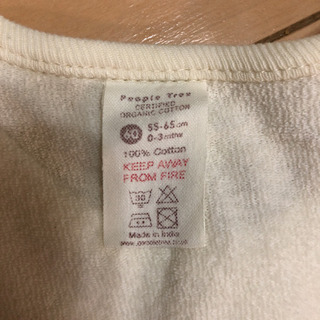 People Tree
CERTIFIED
ORGANIC COTTON
60 55-65cm
0-3mths
100% Cotton
KEEP AWAY
FROM FIRE
30
Made in India